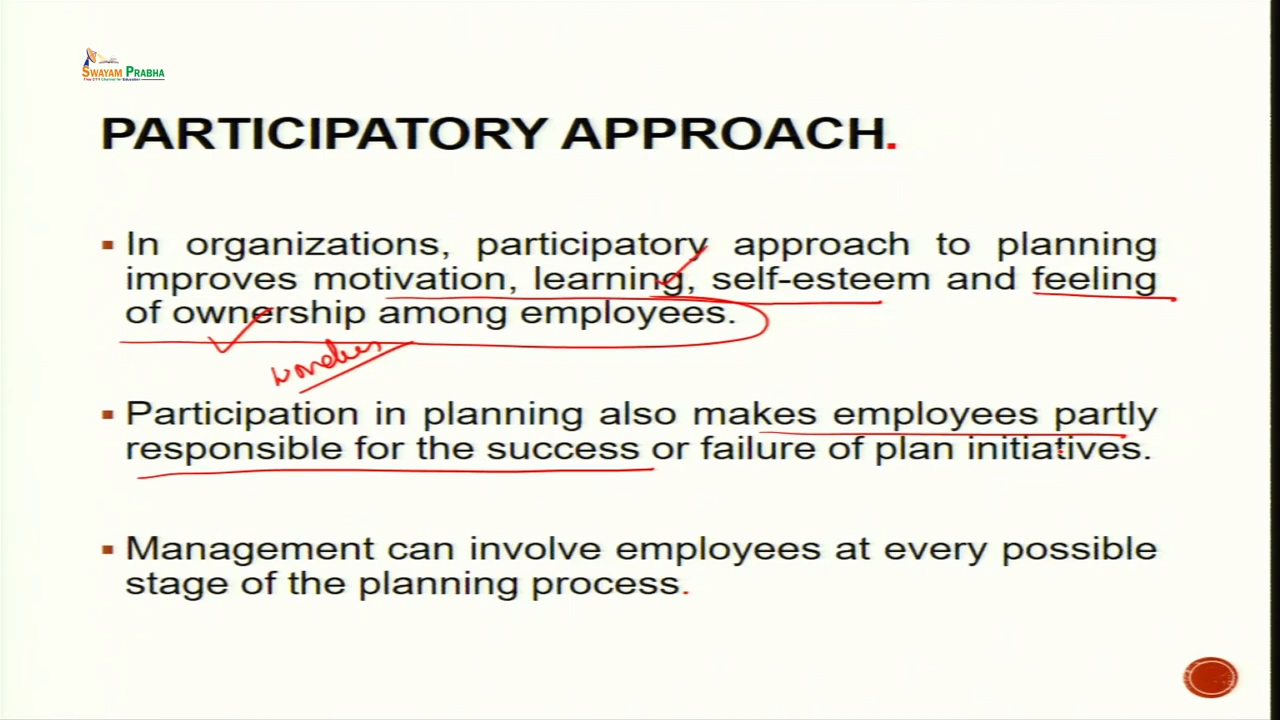 SWAYAM PRABHA
PARTICIPATORY APPROACH.
▪ In organizations, participatory approach to planning
improves motivation, learning, self-esteem and feeling
of ownership among employees.
▪ Participation in planning also makes employees partly
responsible for the success or failure of plan initiatives.
▪ Management can involve employees at every possible
stage of the planning process.